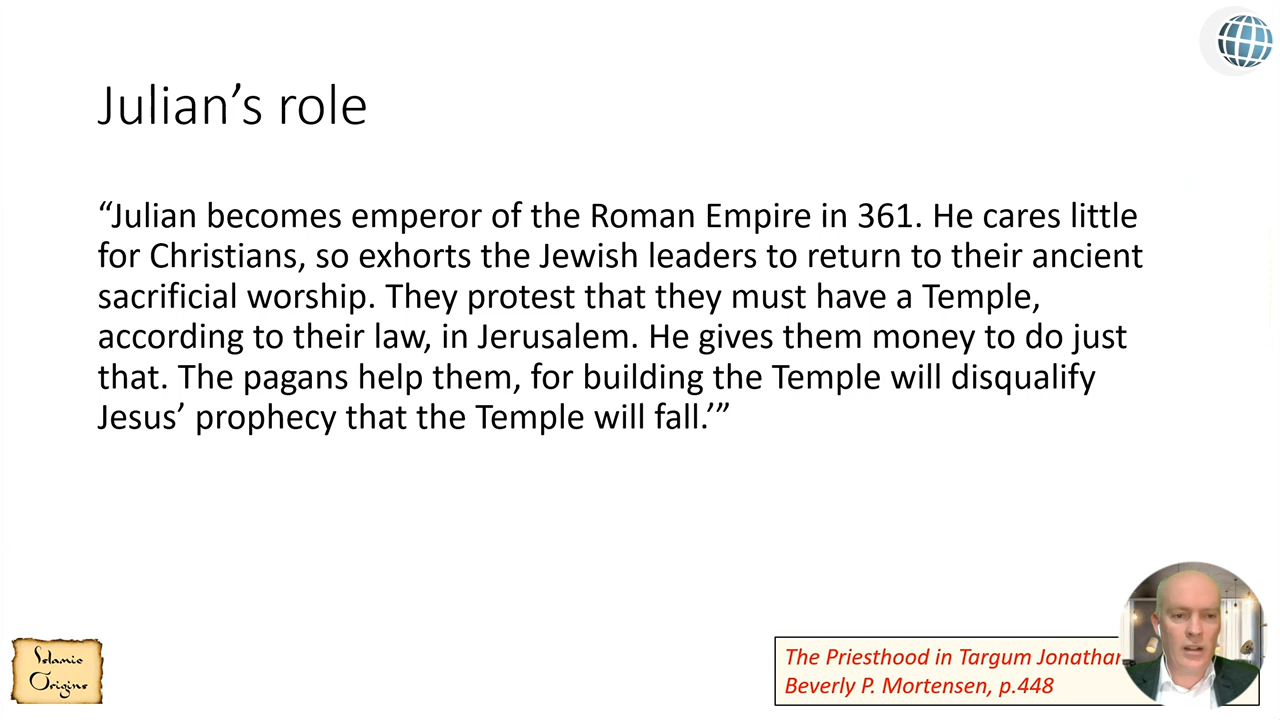 Julian’s role
“Julian becomes emperor of the Roman Empire in 361. He cares little
for Christians, so exhorts the Jewish leaders to return to their ancient
sacrificial worship. They protest that they must have a Temple,
according to their law, in Jerusalem. He gives them money to do just
that. The pagans help them, for building the Temple will disqualify
Jesus’ prophecy that the Temple will fall.’”
Islamic
Origins
The Priesthood in Targum Jonathan
Beverly P. Mortensen, p.448